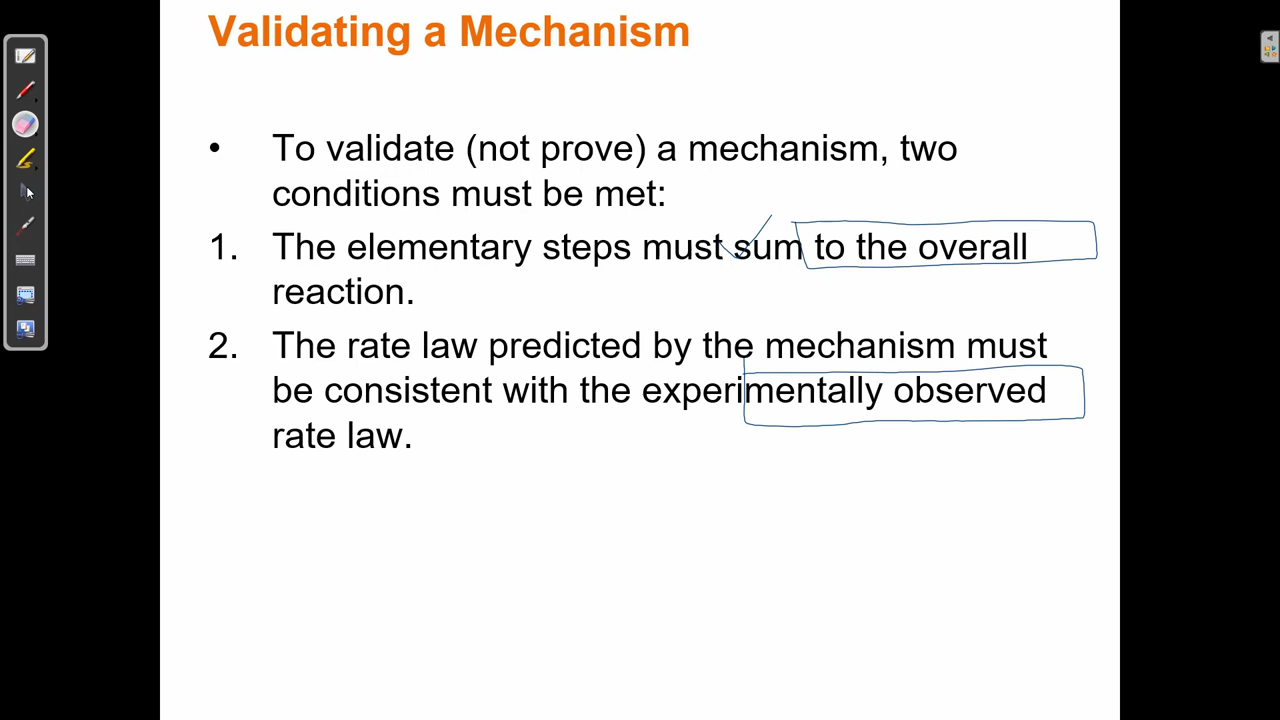 Validating a Mechanism
• To validate (not prove) a mechanism, two
conditions must be met:
1. The elementary steps must sum to the overall
reaction.
2. The rate law predicted by the mechanism must
be consistent with the experimentally observed
rate law.